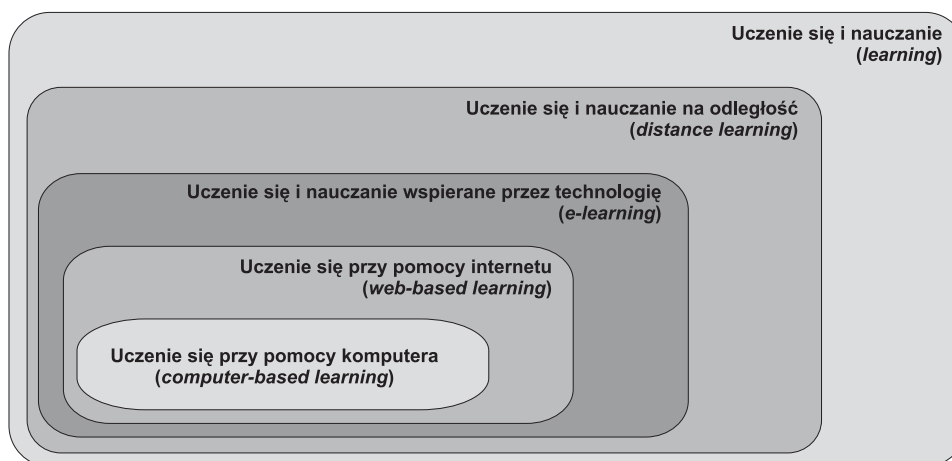 Uczenie się i nauczanie
(learning)
Uczenie się i nauczanie na odległość
(distance learning)
Uczenie się i nauczanie wspierane przez technologię
(e-learning)
Uczenie się przy pomocy internetu
(web-based learning)
Uczenie się przy pomocy komputera
(computer-based learning)